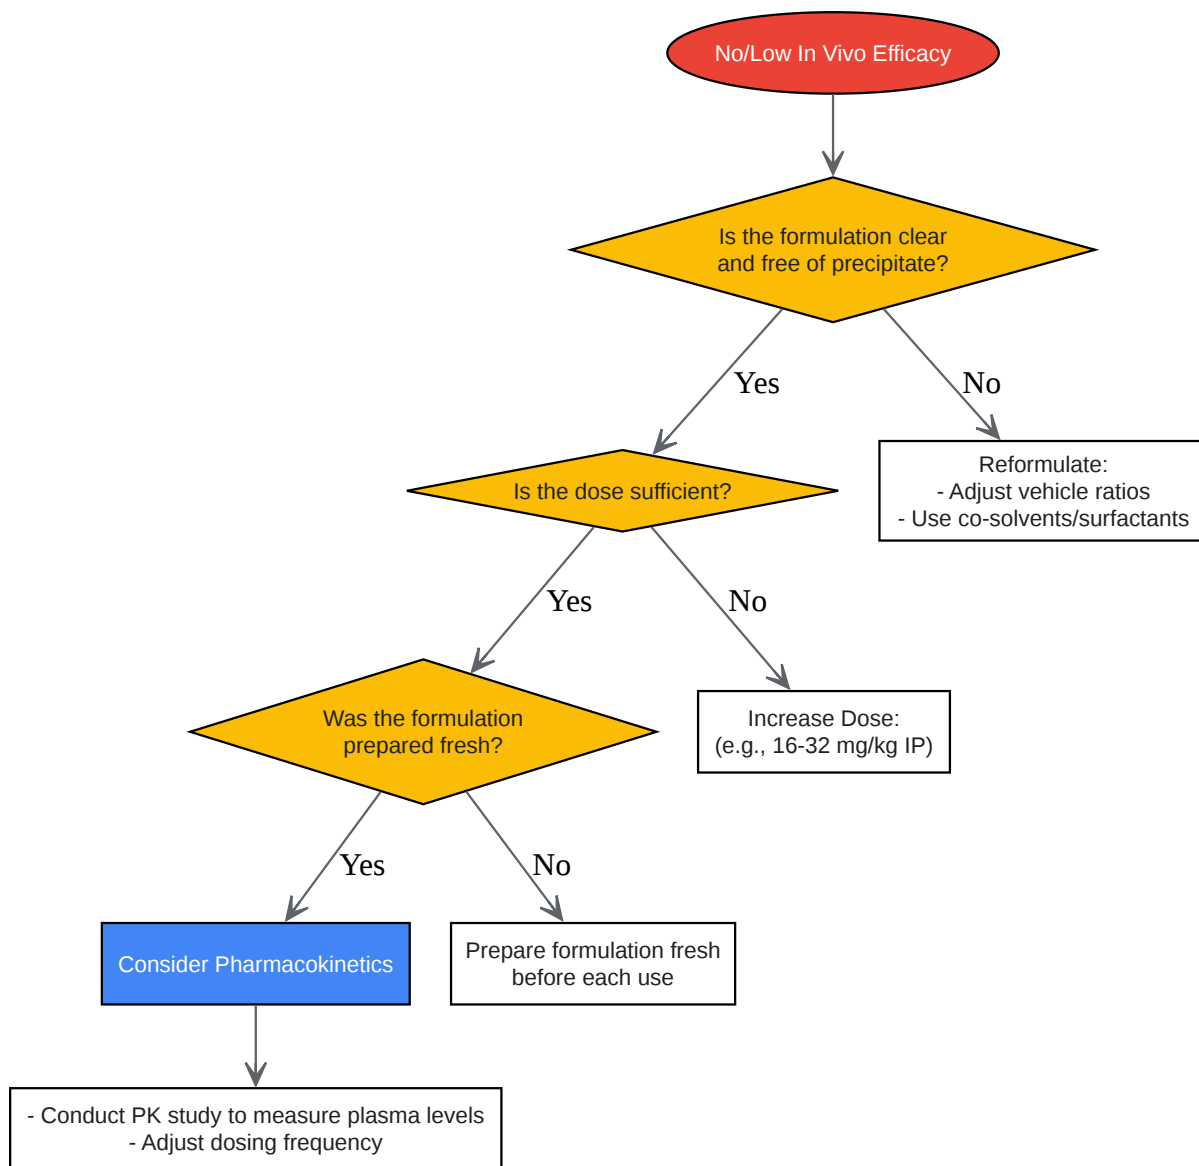 No/Low In Vivo Efficacy
Is the formulation clear
and free of precipitate?
Yes
No
Is the dose sufficient?
Reformulate:
- Adjust vehicle ratios
- Use co-solvents/surfactants
Yes
No
Was the formulation
prepared fresh?
Increase Dose:
(e.g., 16-32 mg/kg IP)
Yes
No
Consider Pharmacokinetics
Prepare formulation fresh
before each use
- Conduct PK study to measure plasma levels
- Adjust dosing frequency